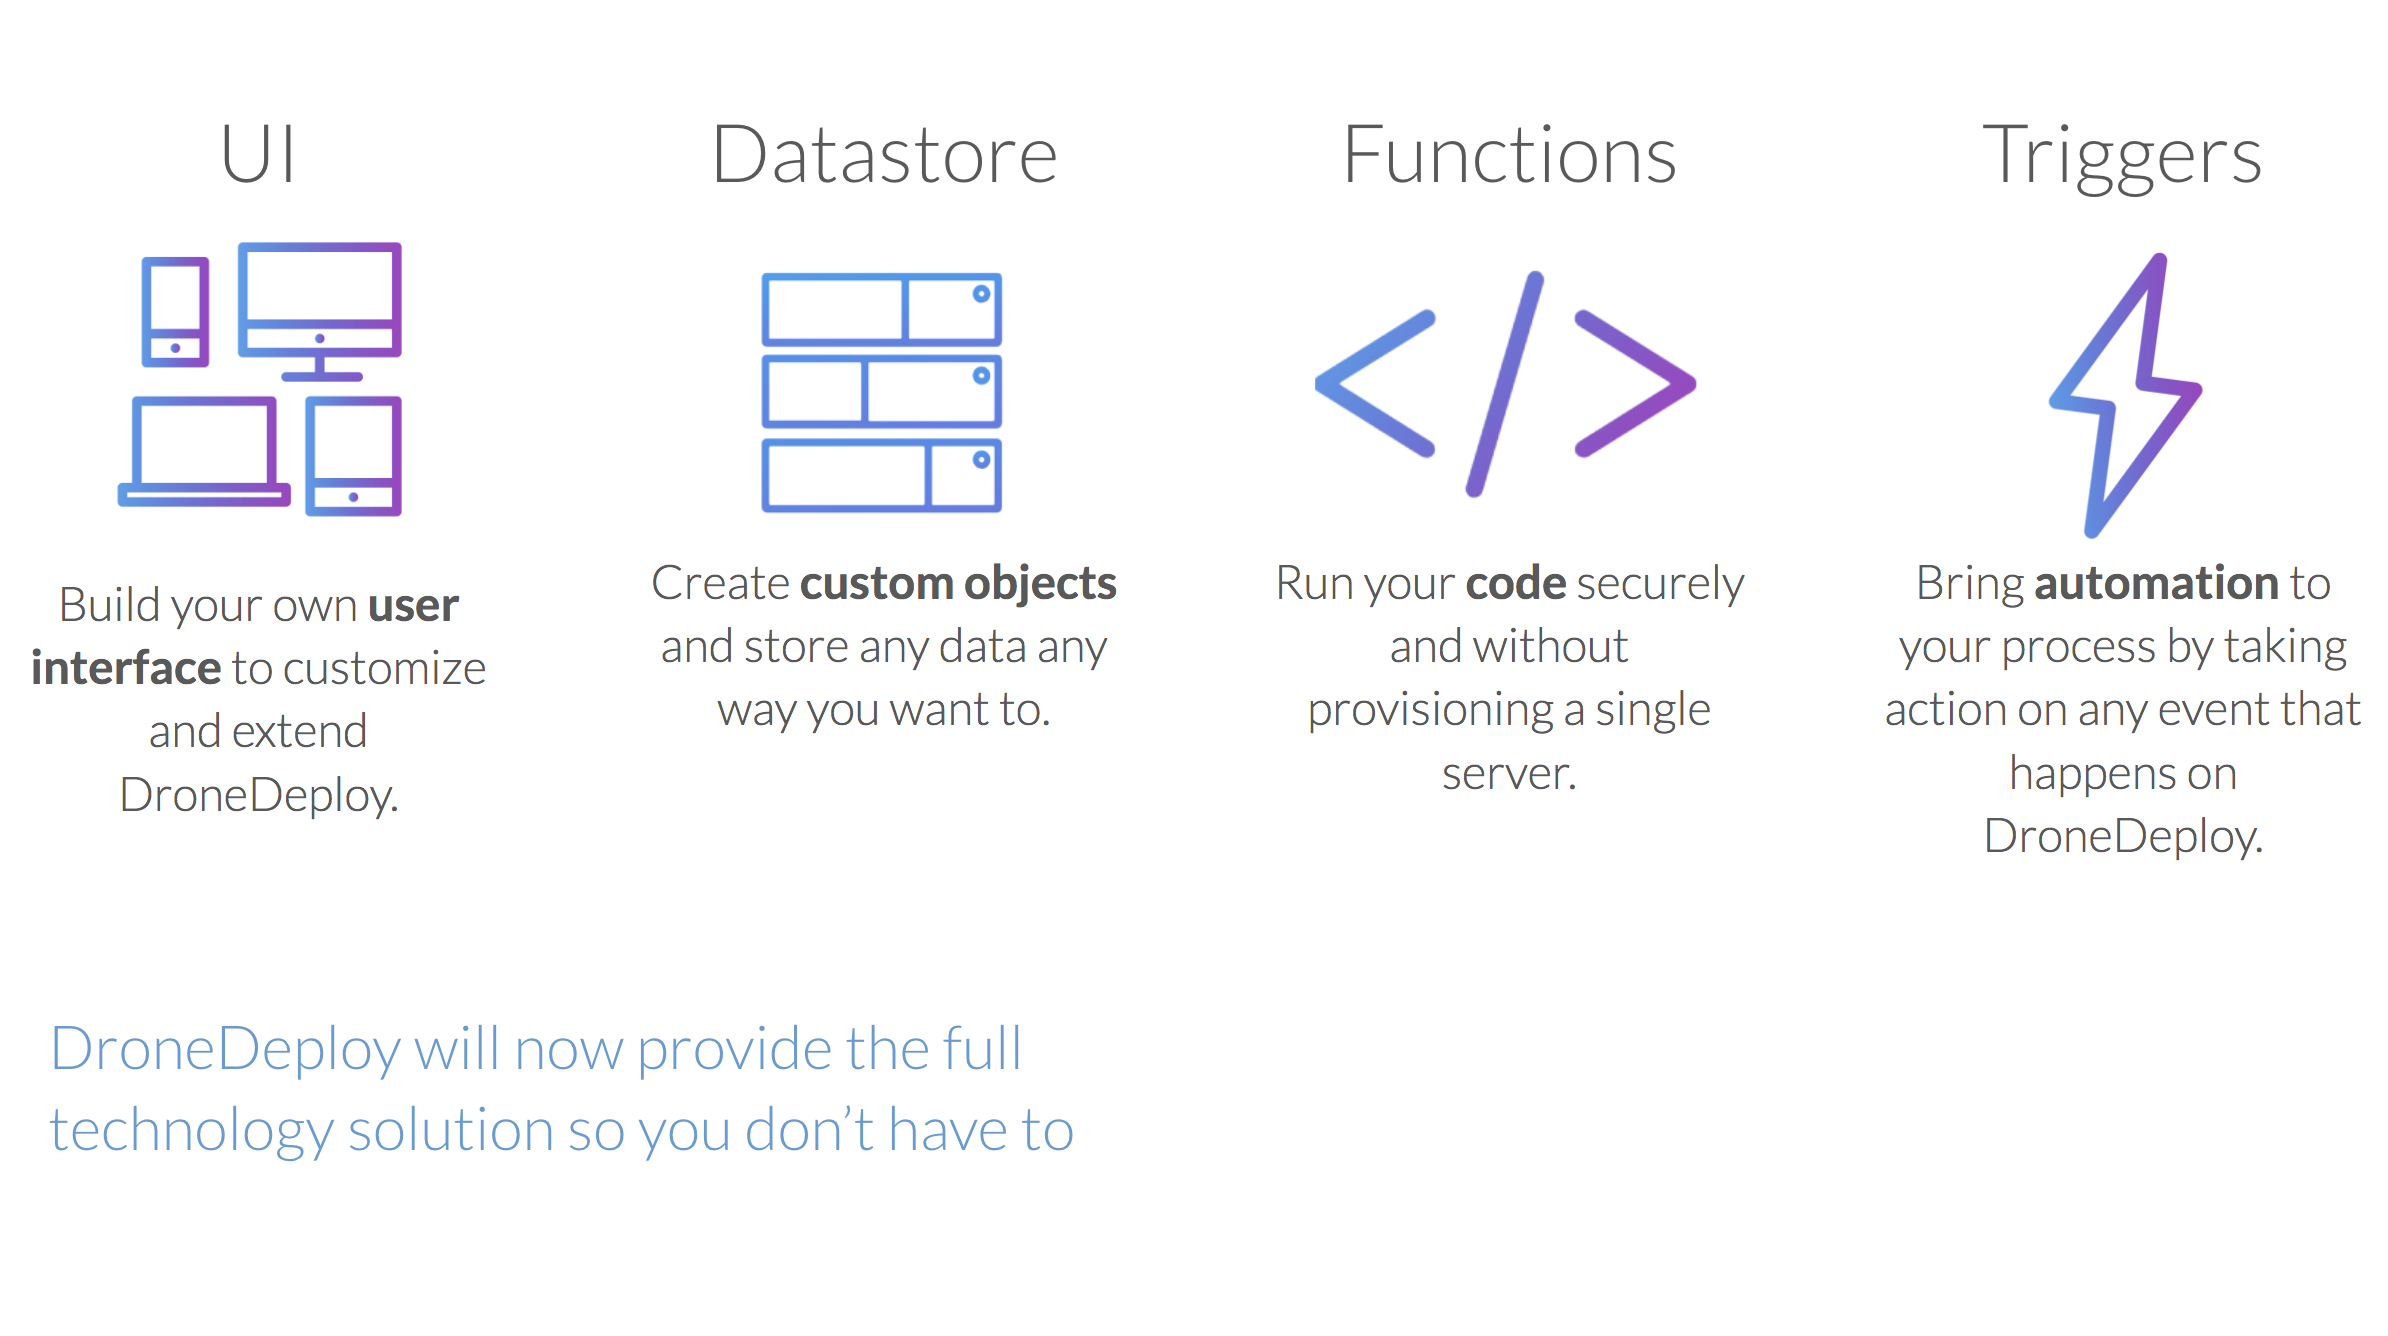 UI
Build your own user
interface to customize
and extend
DroneDeploy.
Datastore
Create custom objects
and store any data any
way you want to.
Functions
Run your code securely
and without
provisioning a single
server.
Triggers
Bring automation to
your process by taking
action on any event that
happens on
DroneDeploy.
DroneDeploy will now provide the full
technology solution so you don’t have to